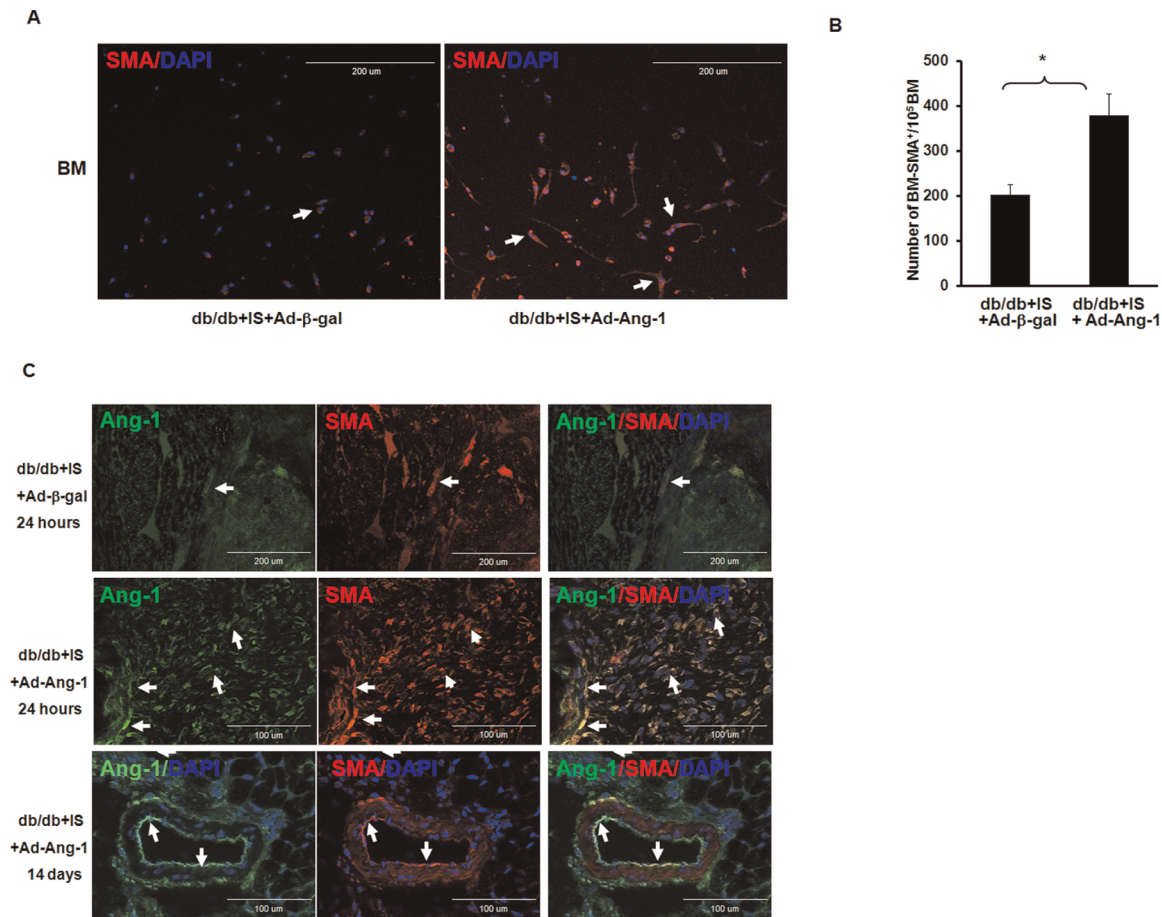 A
SMA/DAPI
200 um
SMA/DAPI
200 um
BM
db/db+IS+Ad-β-gal
db/db+IS+Ad-Ang-1
B
Number of BM-SMA⁺/10⁵ BM
500
400
300
200
100
0
*
db/db+IS
+Ad-β-gal
db/db+IS
+ Ad-Ang-1
C
db/db+IS
+Ad-β-gal
24 hours
Ang-1
200 um
SMA
200 um
Ang-1/SMA/DAPI
200 um
db/db+IS
+Ad-Ang-1
24 hours
Ang-1
100 um
SMA
100 um
Ang-1/SMA/DAPI
100 um
db/db+IS
+Ad-Ang-1
14 days
Ang-1/DAPI
100 um
SMA/DAPI
100 um
Ang-1/SMA/DAPI
100 um